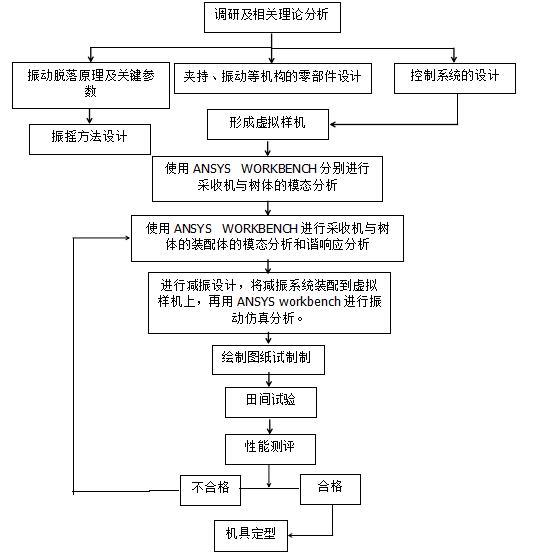 调研及相关理论分析
振动脱落原理及关键参
数
夹持、振动等机构的零部件设计
控制系统的设计
振摇方法设计
形成虚拟样机
使用 ANSYS WORKBENCH 分别进行
采收机与树体的模态分析
使用 ANSYS WORKBENCH 进行采收机与树
体的装配体的模态分析和谐响应分析
进行减振设计，将减振系统装配到虚拟
样机上，再用 ANSYS workbench 进行振
动仿真分析。
绘制图纸试制制
田间试验
性能测评
不合格
合格
机具定型